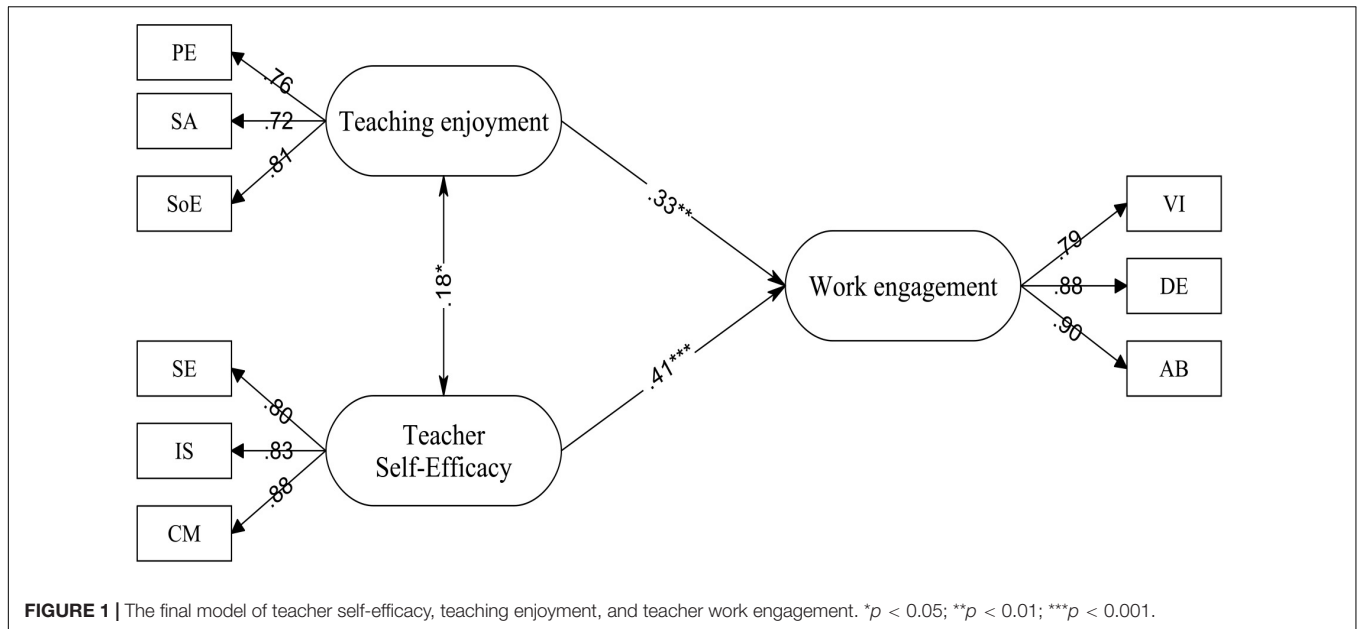 PE
.76
SA
.72
SoE
.81
Teaching enjoyment
.33**
.18*
SE
.80
IS
.83
CM
.88
Teacher
Self-Efficacy
.41***
Work engagement
.79
VI
.88
DE
.90
AB
FIGURE 1 | The final model of teacher self-efficacy, teaching enjoyment, and teacher work engagement. *p < 0.05; **p < 0.01; ***p < 0.001.